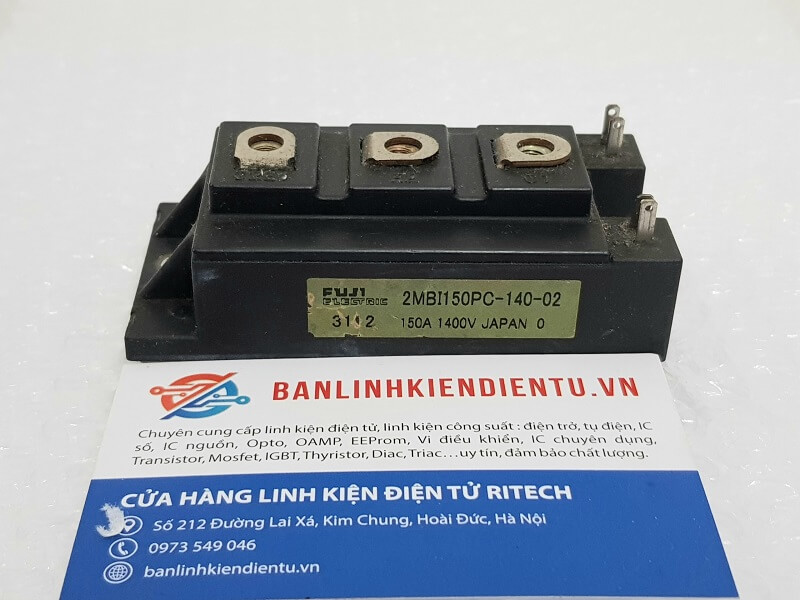 FUJI
ELECTRIC
2MBI150PC-140-02
3112
150A 1400V JAPAN O
BANLINHKIENDIENTU.VN
Chuyên cung cấp linh kiện điện tử, linh kiện công suất : điện trở, tụ điện, IC
số, IC nguồn, Opto, OAMP, EEProm, Vi điều khiển, IC chuyên dụng,
Transistor, Mosfet, IGBT,Thyristor, Diac, Triac...uy tín, đảm bảo chất lượng.
CỬA HÀNG LINH KIỆN ĐIỆN TỬ RITECH
Số 212 Đường Lai Xá, Kim Chung, Hoài Đức, Hà Nội
0973 549 046
banlinhkiendientu.vn